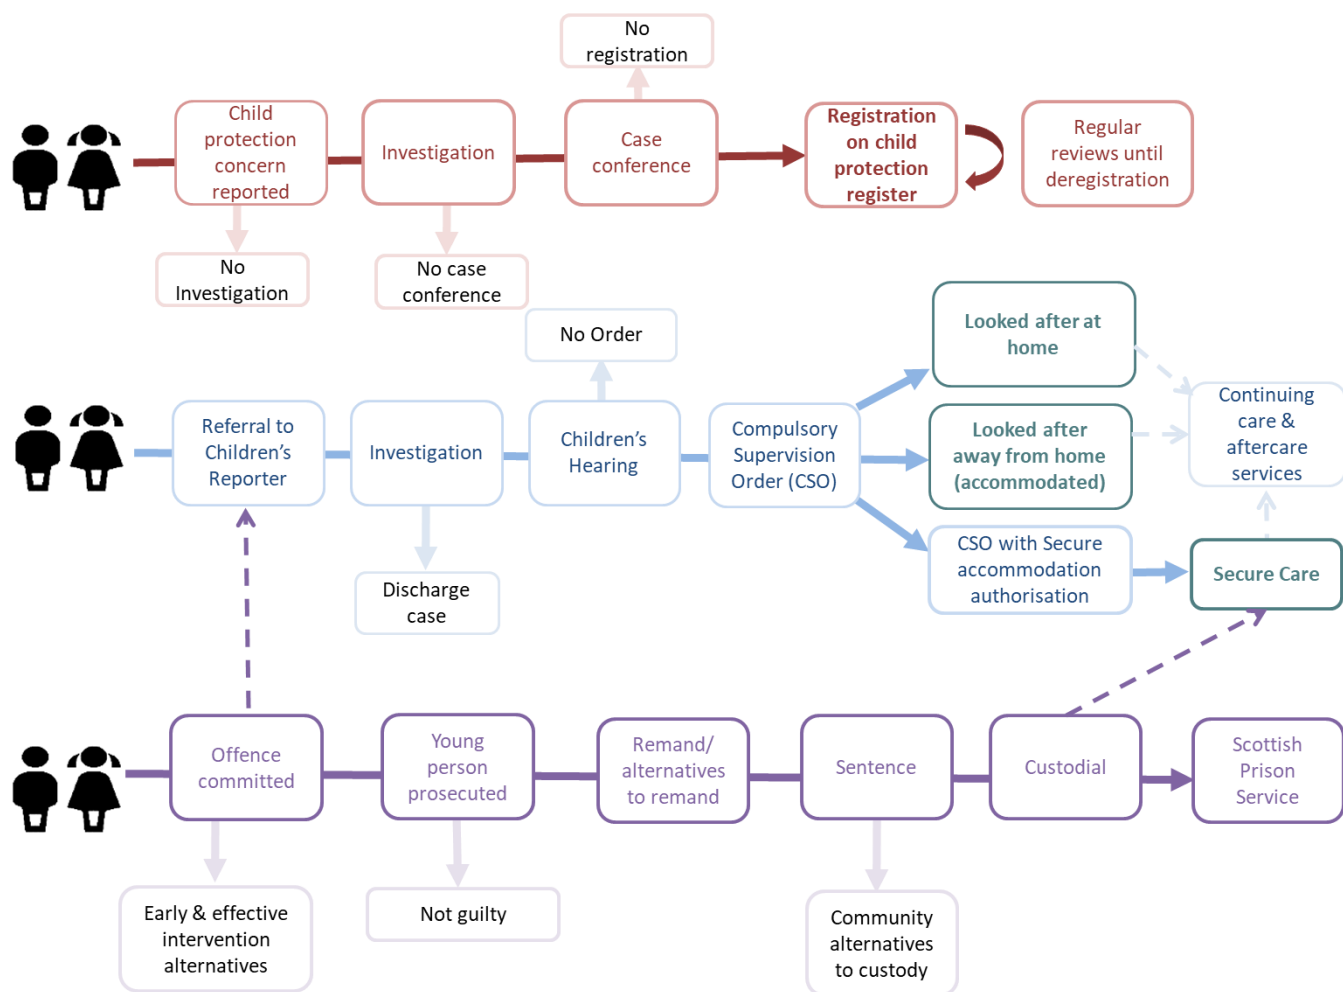 No
registration
Child
protection
concern
reported
Investigation
Case
conference
Registration
on child
protection
register
Regular
reviews until
deregistration
No
Investigation
No case
conference
No Order
Looked after at
home
Referral to
Children's
Reporter
Investigation
Children's
Hearing
Compulsory
Supervision
Order (CSO)
Looked after
away from home
(accommodated)
Continuing
care &
aftercare
services
CSO with Secure
accommodation
authorisation
Secure Care
Discharge
case
Offence
committed
Young
person
prosecuted
Remand/
alternatives
to remand
Sentence
Custodial
Scottish
Prison
Service
Early & effective
intervention
alternatives
Not guilty
Community
alternatives
to custody